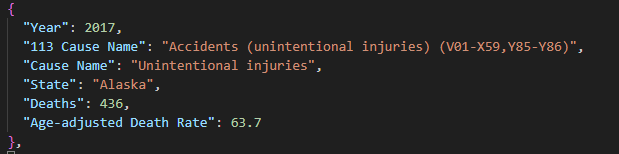 {
"Year": 2017,
"113 Cause Name": "Accidents (unintentional injuries) (V01-X59,Y85-Y86)",
"Cause Name": "Unintentional injuries",
"State": "Alaska",
"Deaths": 436,
"Age-adjusted Death Rate": 63.7
},